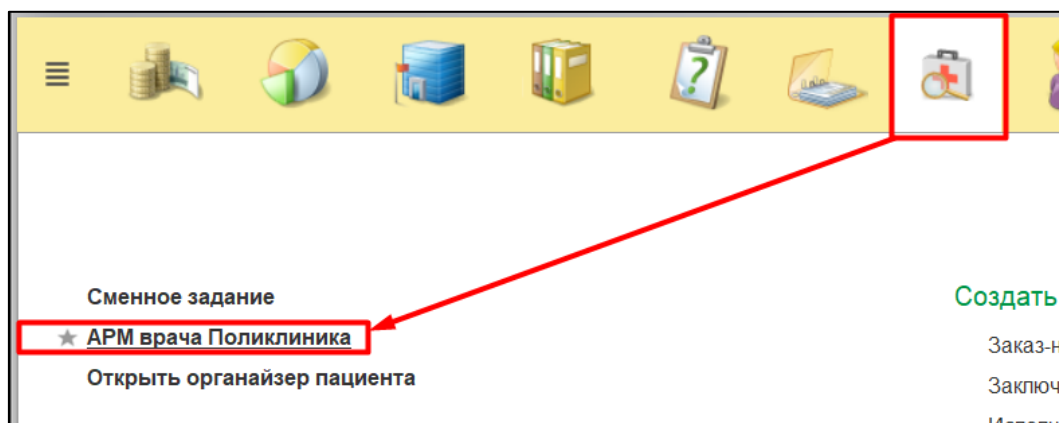 Сменное задание
АРМ врача Поликлиника
Открыть органайзер пациента
Создать